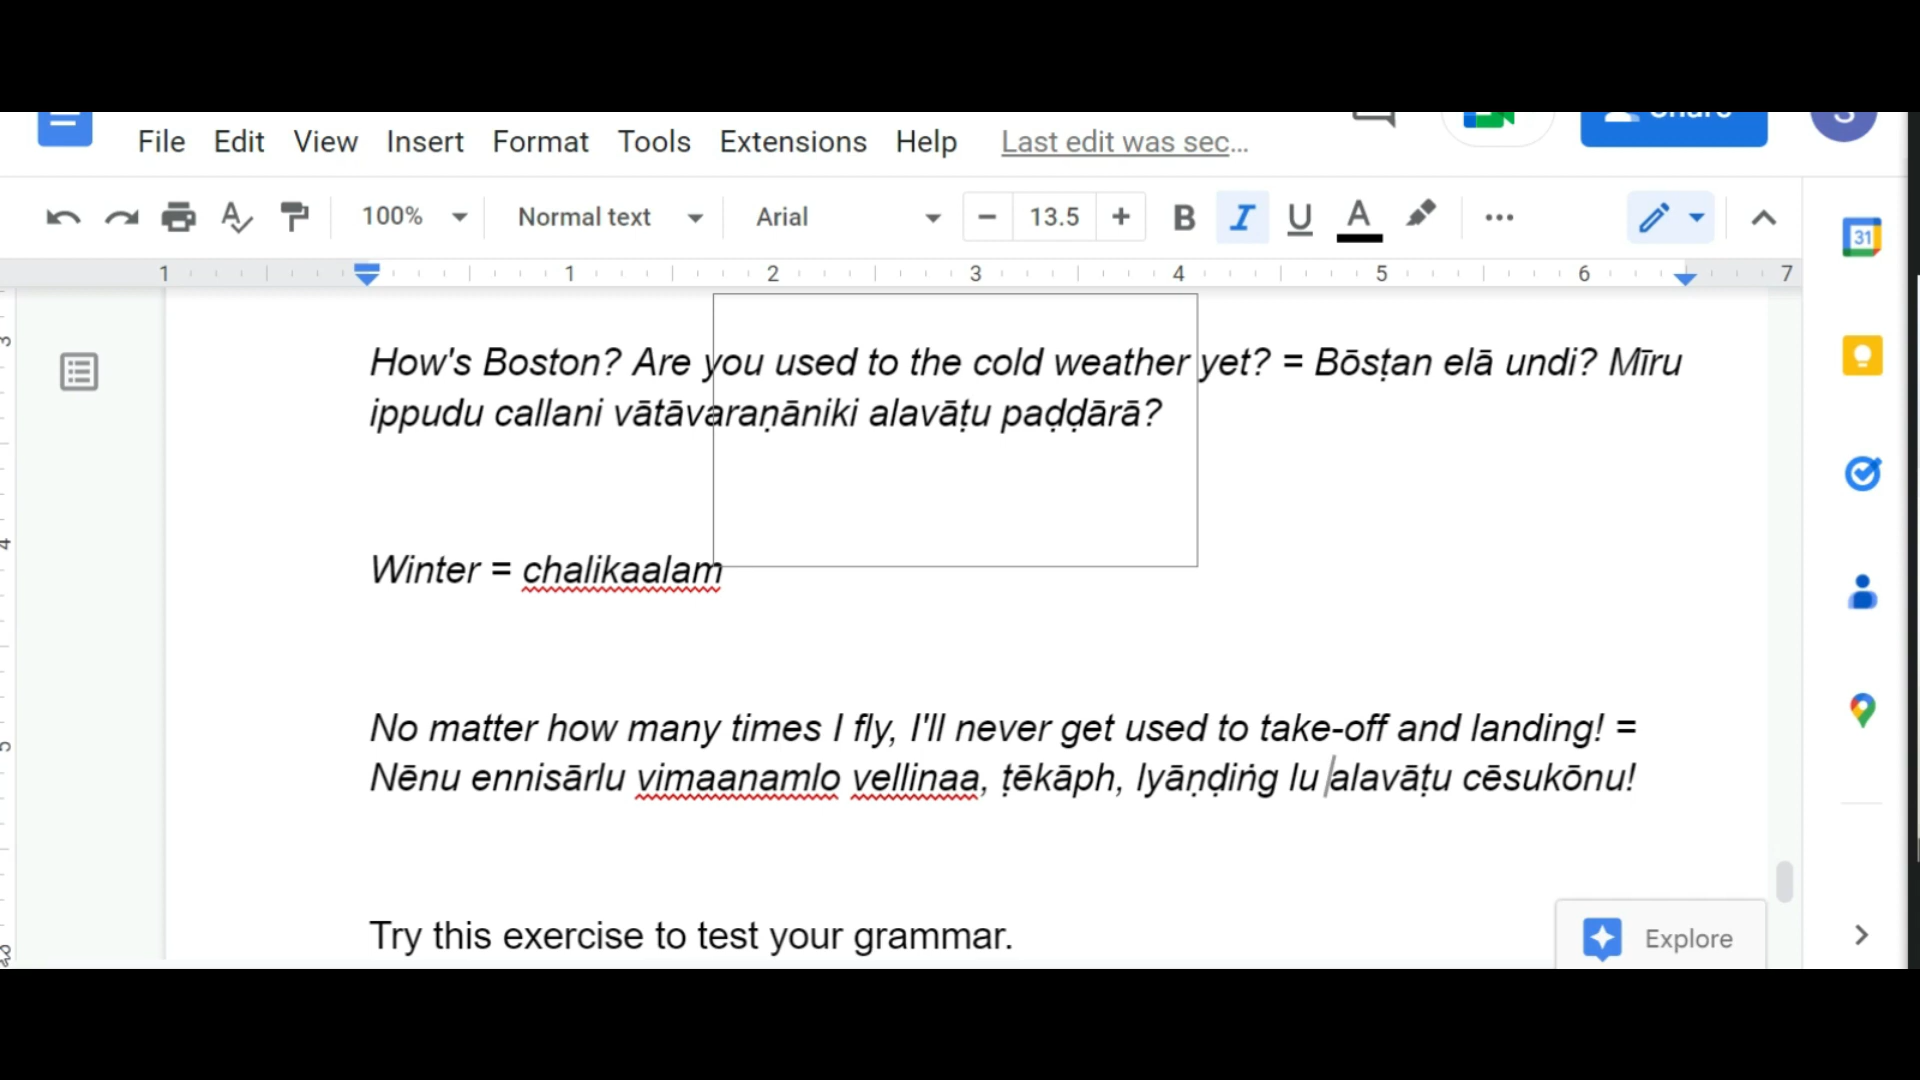 File Edit View Insert Format Tools Extensions Help Last edit was sec...
100% Normal text Arial 13.5 B I U A
1 1 2 3 4 5 6 7
31
How's Boston? Are you used to the cold weather yet? = Bōsṭan elā undi? Mīru
ippudu callani vātāvaraṇāniki alavāṭu paḍḍārā?
Winter = chalikaalam
No matter how many times I fly, I'll never get used to take-off and landing! =
Nēnu ennisārlu vimaanamlo vellinaa, ṭēkāph, lyāṇḍiṅg lu alavāṭu cēsukōnu!
Try this exercise to test your grammar.
Explore
3
4
5